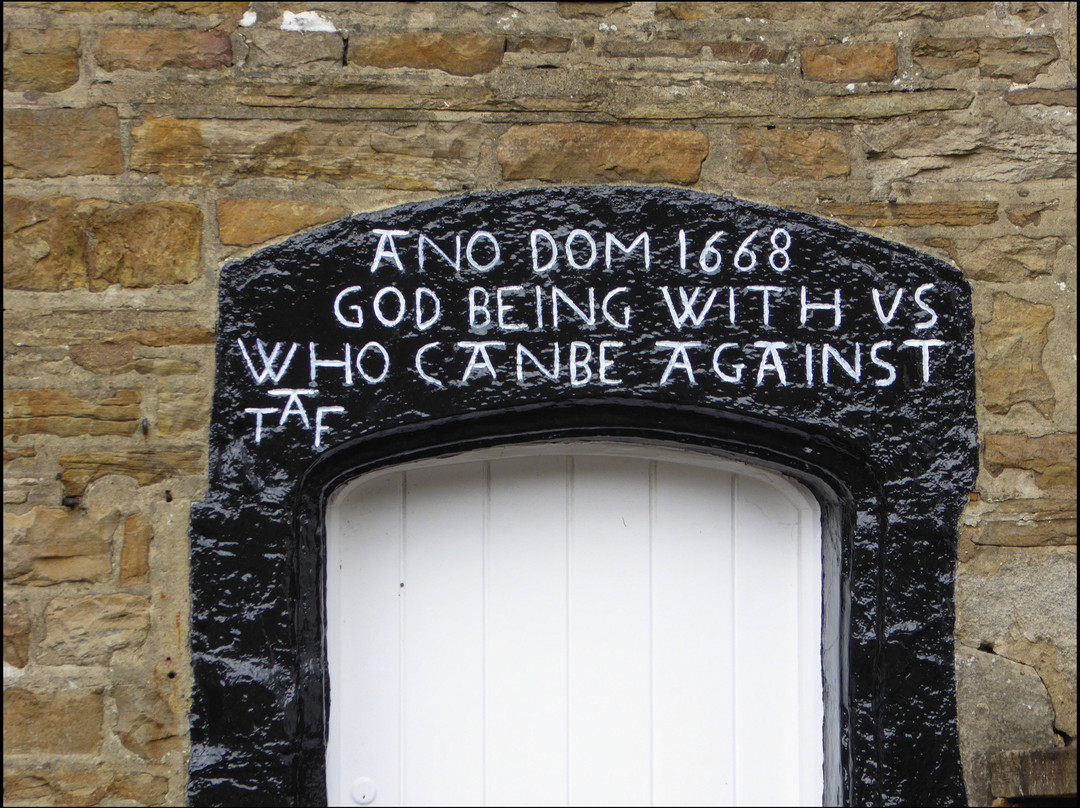 ANO DOM 1668
GOD BEING WITH VS
WHO CANBE AGAINST
TAF